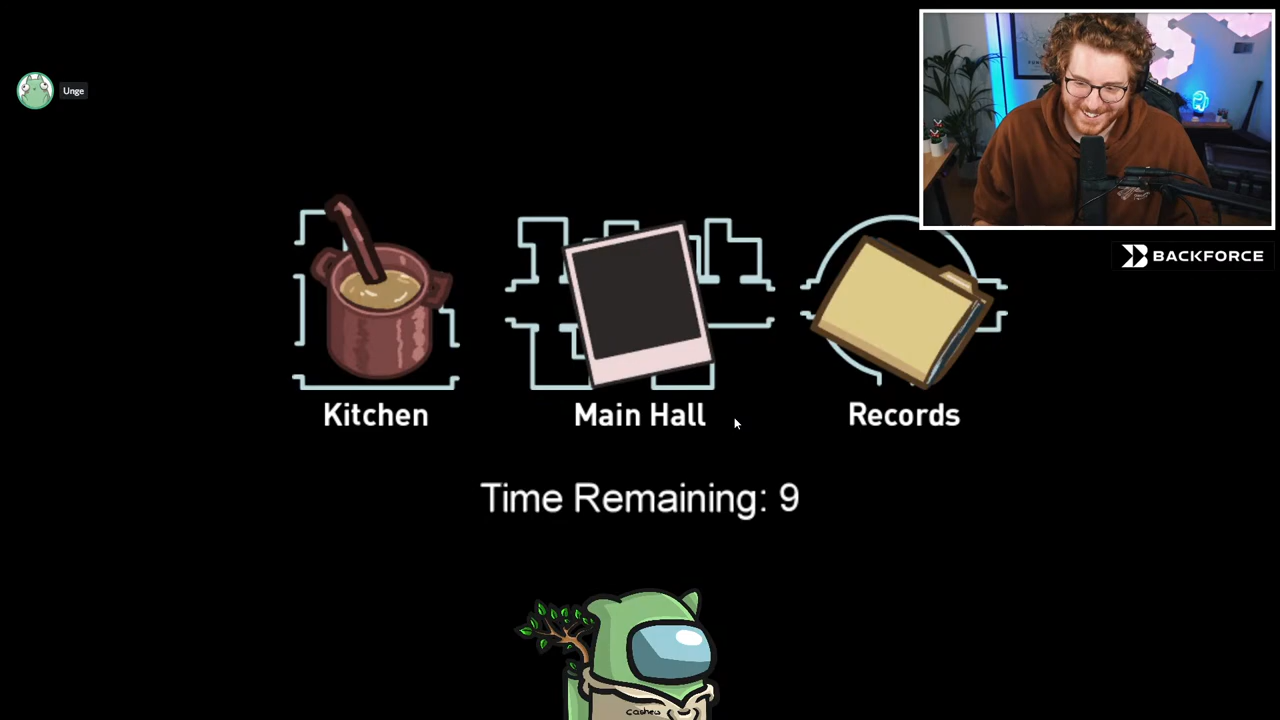 Unge
BACKFORCE
Kitchen
Main Hall
Records
Time Remaining: 9